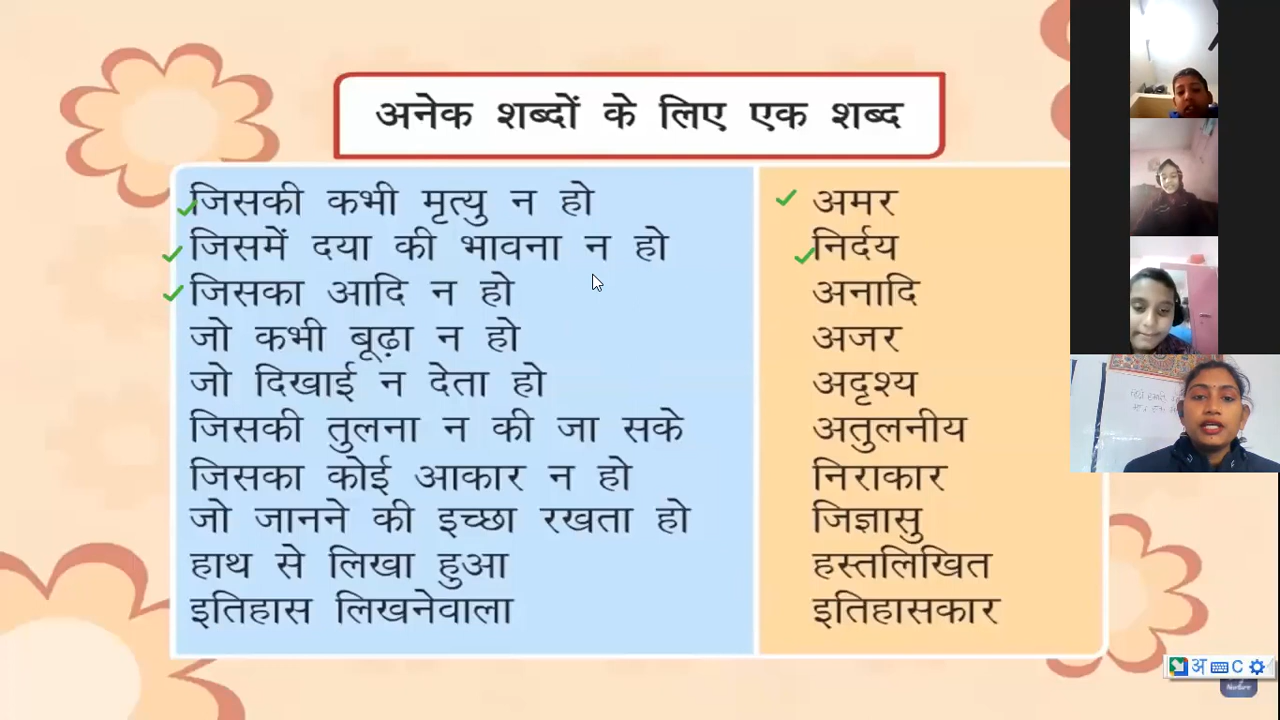 अनेक शब्दों के लिए एक शब्द
जिसकी कभी मृत्यु न हो अमर
जिसमें दया की भावना न हो निर्दय
जिसका आदि न हो अनादि
जो कभी बूढ़ा न हो अजर
जो दिखाई न देता हो अदृश्य
जिसकी तुलना न की जा सके अतुलनीय
जिसका कोई आकार न हो निराकार
जो जानने की इच्छा रखता हो जिज्ञासु
हाथ से लिखा हुआ हस्तलिखित
इतिहास लिखनेवाला इतिहासकार
अ C
Nurture